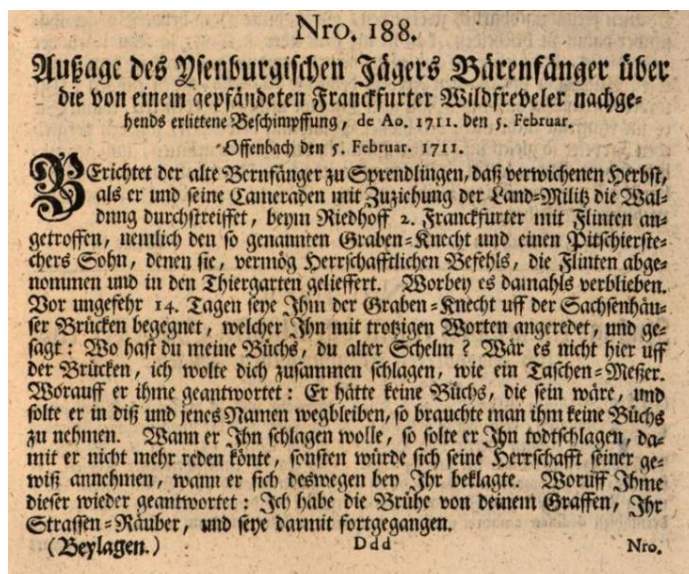 Nro. 188.
Außage des Ysenburgischen Jägers Bärenfänger über
die von einem gepfändeten Franckfurter Wildfreveler nachge-
hends erlittene Beschimpffung, de Ao. 1711. den 5. Februar.
Offenbach den 5. Februar. 1711.
BErichtet der alte Bernfänger zu Sprendlingen, daß verwichenen Herbst,
als er und seine Cameraden mit Zuziehung der Land-Militz die Wal-
dung durchstreiffet, beym Riedhoff 2. Franckfurter mit Flinten an-
getroffen, nemlich den so genannten Graben-Knecht und einen Pitschierste-
chers Sohn, denen sie, vermög Herrschafftlichen Befehls, die Flinten abge-
nommen und in den Thiergarten gelieffert. Worbey es damahls verblieben.
Vor ungefehr 14. Tagen seye Ihm der Graben-Knecht uff der Sachsenhäu-
ser Brücken begegnet, welcher Ihn mit trotzigen Worten angeredet, und ge-
sagt: Wo hast du meine Büchs, du alter Schelm? Wär es nicht hier uff
der Brücken, ich wolte dich zusammen schlagen, wie ein Taschen-Meßer.
Worauff er ihme geantwortet: Er hätte keine Büchs, die sein wäre, und
solte er in diß und jenes Namen wegbleiben, so brauchte man ihm keine Büchs
zu nehmen. Wann er Ihn schlagen wolle, so solte er Ihn todtschlagen, da-
mit er nicht mehr reden könte, sonsten würde sich seine Herrschafft seiner ge-
wiß annehmen, wann er sich deswegen bey Ihr beklagte. Woruff Ihme
dieser wieder geantwortet: Ich habe die Brühe von deinem Graffen, Ihr
Strassen-Räuber, und seye darmit fortgegangen.
(Beylagen.) Ddd Nro.